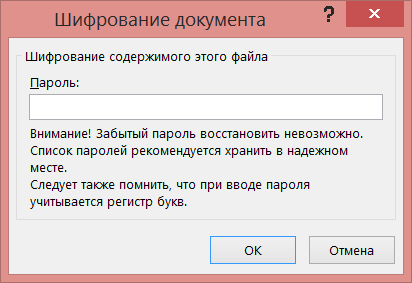 Шифрование документа
?
Шифрование содержимого этого файла
Пароль:
Внимание! Забытый пароль восстановить невозможно.
Список паролей рекомендуется хранить в надежном
месте.
Следует также помнить, что при вводе пароля
учитывается регистр букв.
ОК
Отмена